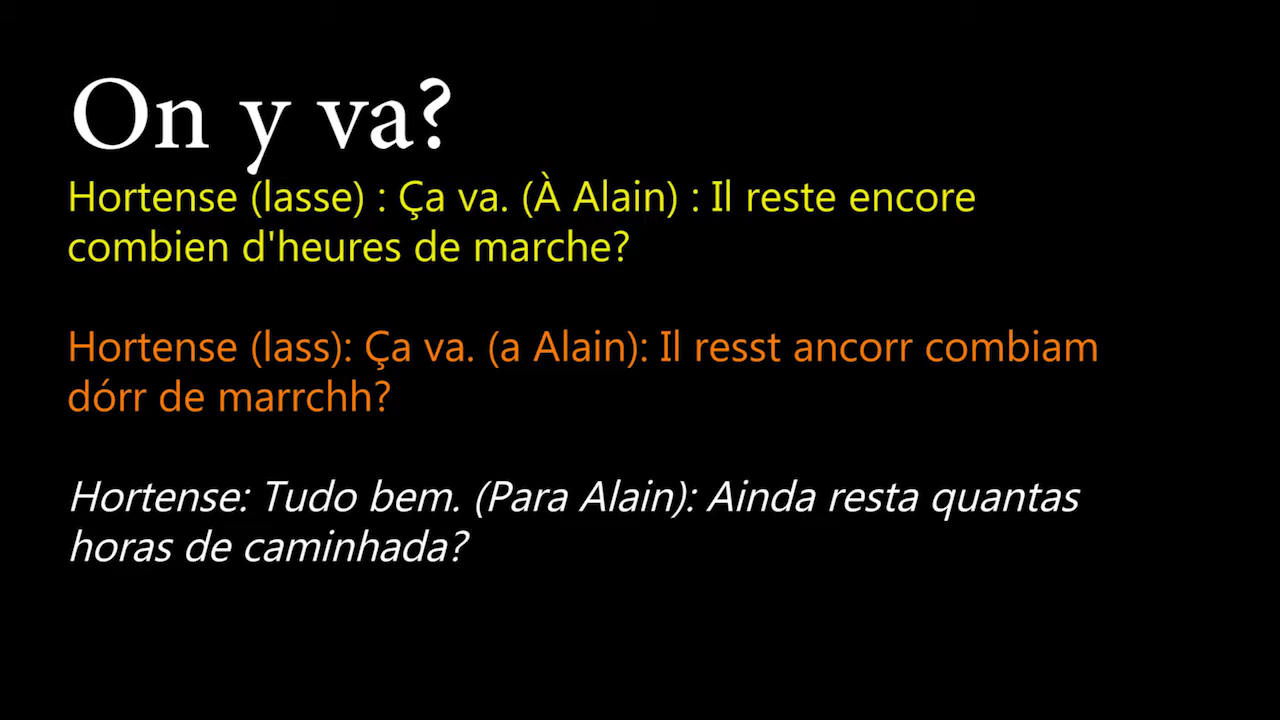 On y va?
Hortense (lasse) : Ça va. (À Alain) : Il reste encore
combien d'heures de marche?
Hortense (lass): Ça va. (a Alain): Il resst ancorr combiam
dórr de marrchh?
Hortense: Tudo bem. (Para Alain): Ainda resta quantas
horas de caminhada?